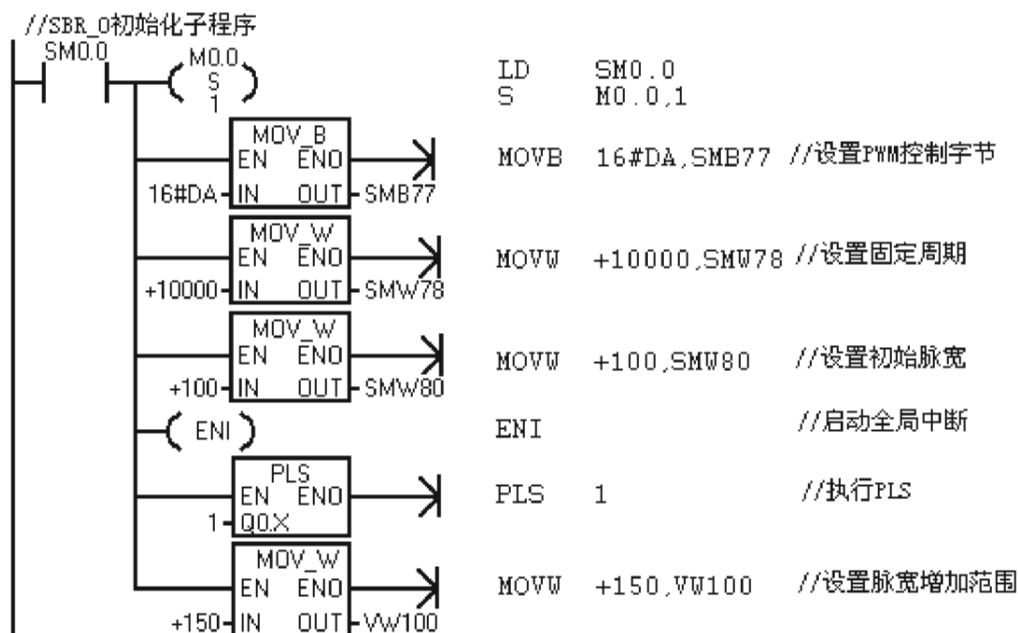 //SBR_0初始化子程序
SM0.0
M0.0
S
1
LD SM0.0
S M0.0,1
MOV_B
EN ENO
16#DA IN OUT SMB77
MOVB 16#DA,SMB77 //设置PWM控制字节
MOV_W
EN ENO
+10000 IN OUT SMW78
MOVW +10000,SMW78 //设置固定周期
MOV_W
EN ENO
+100 IN OUT SMW80
MOVW +100,SMW80 //设置初始脉宽
ENI
ENI //启动全局中断
PLS
EN ENO
1 Q0.X
PLS 1 //执行PLS
MOV_W
EN ENO
+150 IN OUT VW100
MOVW +150,VW100 //设置脉宽增加范围